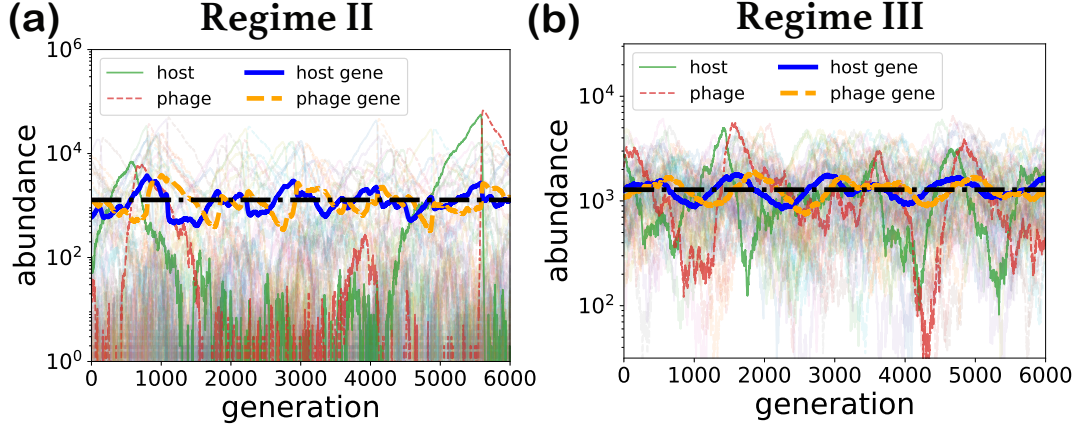 (a) Regime II
abundance
10^6
10^4
10^2
10^0
host
phage
host gene
phage gene
0 1000 2000 3000 4000 5000 6000
generation
(b) Regime III
abundance
10^4
10^3
10^2
host
phage
host gene
phage gene
0 1000 2000 3000 4000 5000 6000
generation